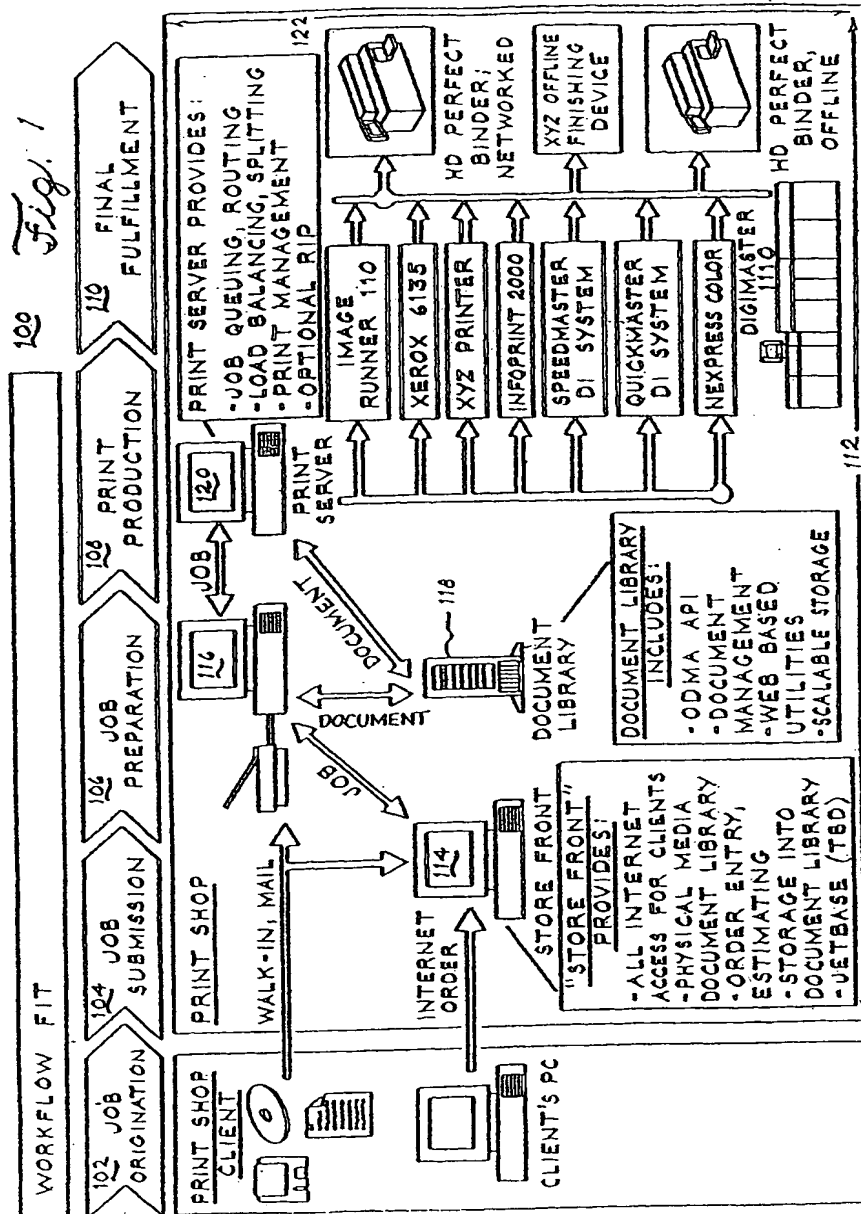 Fig. 1
100
WORKFLOW FIT
102 JOB
ORIGINATION
104 JOB
SUBMISSION
106 JOB
PREPARATION
108 PRINT
PRODUCTION
110 FINAL
FULFILLMENT
PRINT SHOP
CLIENT
CLIENT'S PC
PRINT SHOP
WALK-IN, MAIL
INTERNET
ORDER
114
STORE FRONT
"STORE FRONT"
PROVIDES:
-ALL INTERNET
ACCESS FOR CLIENTS
-PHYSICAL MEDIA
DOCUMENT LIBRARY
-ORDER ENTRY,
ESTIMATING
-STORAGE INTO
DOCUMENT LIBRARY
-UETBASE (TBD)
116
JOB
JOB
DOCUMENT
DOCUMENT
118
DOCUMENT
LIBRARY
DOCUMENT LIBRARY
INCLUDES:
-ODMA API
-DOCUMENT
MANAGEMENT
-WEB BASED
UTILITIES
-SCALABLE STORAGE
120
PRINT
SERVER
PRINT SERVER PROVIDES:
-JOB QUEUING, ROUTING
-LOAD BALANCING, SPLITTING
-PRINT MANAGEMENT
-OPTIONAL RIP
122
IMAGE
RUNNER 110
XEROX 6135
XYZ PRINTER
INFOPRINT 2000
SPEEDMASTER
DI SYSTEM
QUICKMASTER
DI SYSTEM
NEXPRESS COLOR
DIGIMASTER
1110
HD PERFECT
BINDER,
NETWORKED
XYZ OFFLINE
FINISHING
DEVICE
HD PERFECT
BINDER,
OFFLINE
112